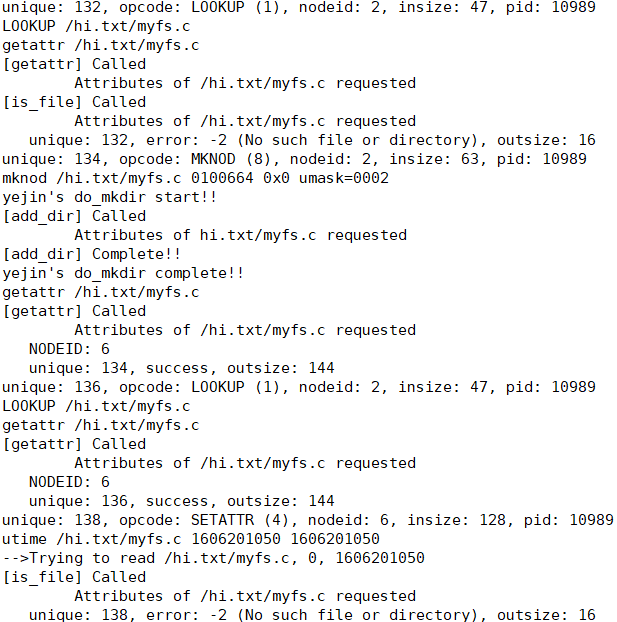 unique: 132, opcode: LOOKUP (1), nodeid: 2, insize: 47, pid: 10989
LOOKUP /hi.txt/myfs.c
getattr /hi.txt/myfs.c
[getattr] Called
        Attributes of /hi.txt/myfs.c requested
[is_file] Called
        Attributes of /hi.txt/myfs.c requested
   unique: 132, error: -2 (No such file or directory), outsize: 16
unique: 134, opcode: MKNOD (8), nodeid: 2, insize: 63, pid: 10989
mknod /hi.txt/myfs.c 0100664 0x0 umask=0002
yejin's do_mkdir start!!
[add_dir] Called
        Attributes of hi.txt/myfs.c requested
[add_dir] Complete!!
yejin's do_mkdir complete!!
getattr /hi.txt/myfs.c
[getattr] Called
        Attributes of /hi.txt/myfs.c requested
   NODEID: 6
   unique: 134, success, outsize: 144
unique: 136, opcode: LOOKUP (1), nodeid: 2, insize: 47, pid: 10989
LOOKUP /hi.txt/myfs.c
getattr /hi.txt/myfs.c
[getattr] Called
        Attributes of /hi.txt/myfs.c requested
   NODEID: 6
   unique: 136, success, outsize: 144
unique: 138, opcode: SETATTR (4), nodeid: 6, insize: 128, pid: 10989
utime /hi.txt/myfs.c 1606201050 1606201050
-->Trying to read /hi.txt/myfs.c, 0, 1606201050
[is_file] Called
        Attributes of /hi.txt/myfs.c requested
   unique: 138, error: -2 (No such file or directory), outsize: 16